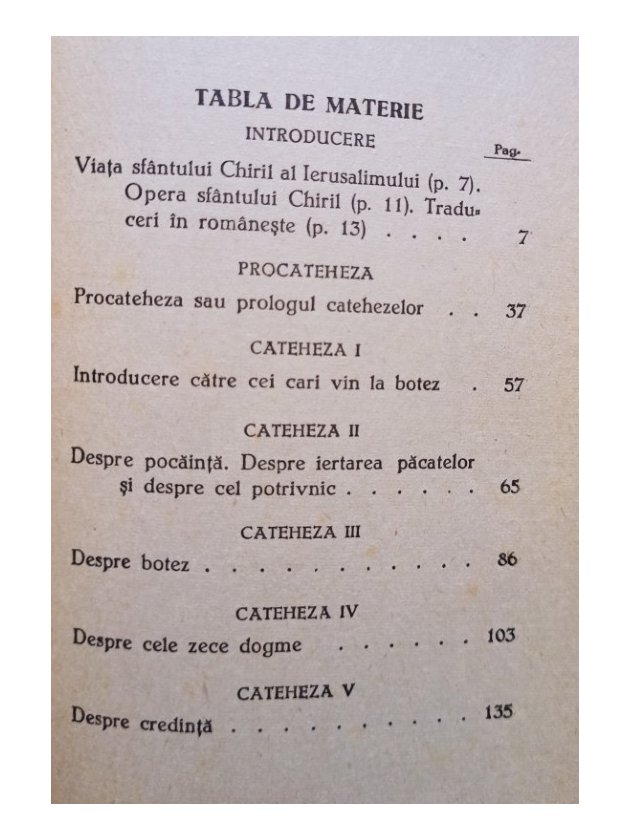 TABLA DE MATERIE
INTRODUCERE
Pag.
Viața sfântului Chiril al Ierusalimului (p. 7).
Opera sfântului Chiril (p. 11). Tradu-
ceri în românește (p. 13) . . . . 7
PROCATEHEZA
Procateheza sau prologul catehezelor . . 37
CATEHEZA I
Introducere către cei cari vin la botez . 57
CATEHEZA II
Despre pocăință. Despre iertarea păcatelor
și despre cel potrivnic . . . . . . 65
CATEHEZA III
Despre botez . . . . . . . . . . . 86
CATEHEZA IV
Despre cele zece dogme . . . . . . 103
CATEHEZA V
Despre credință . . . . . . . . . . 135